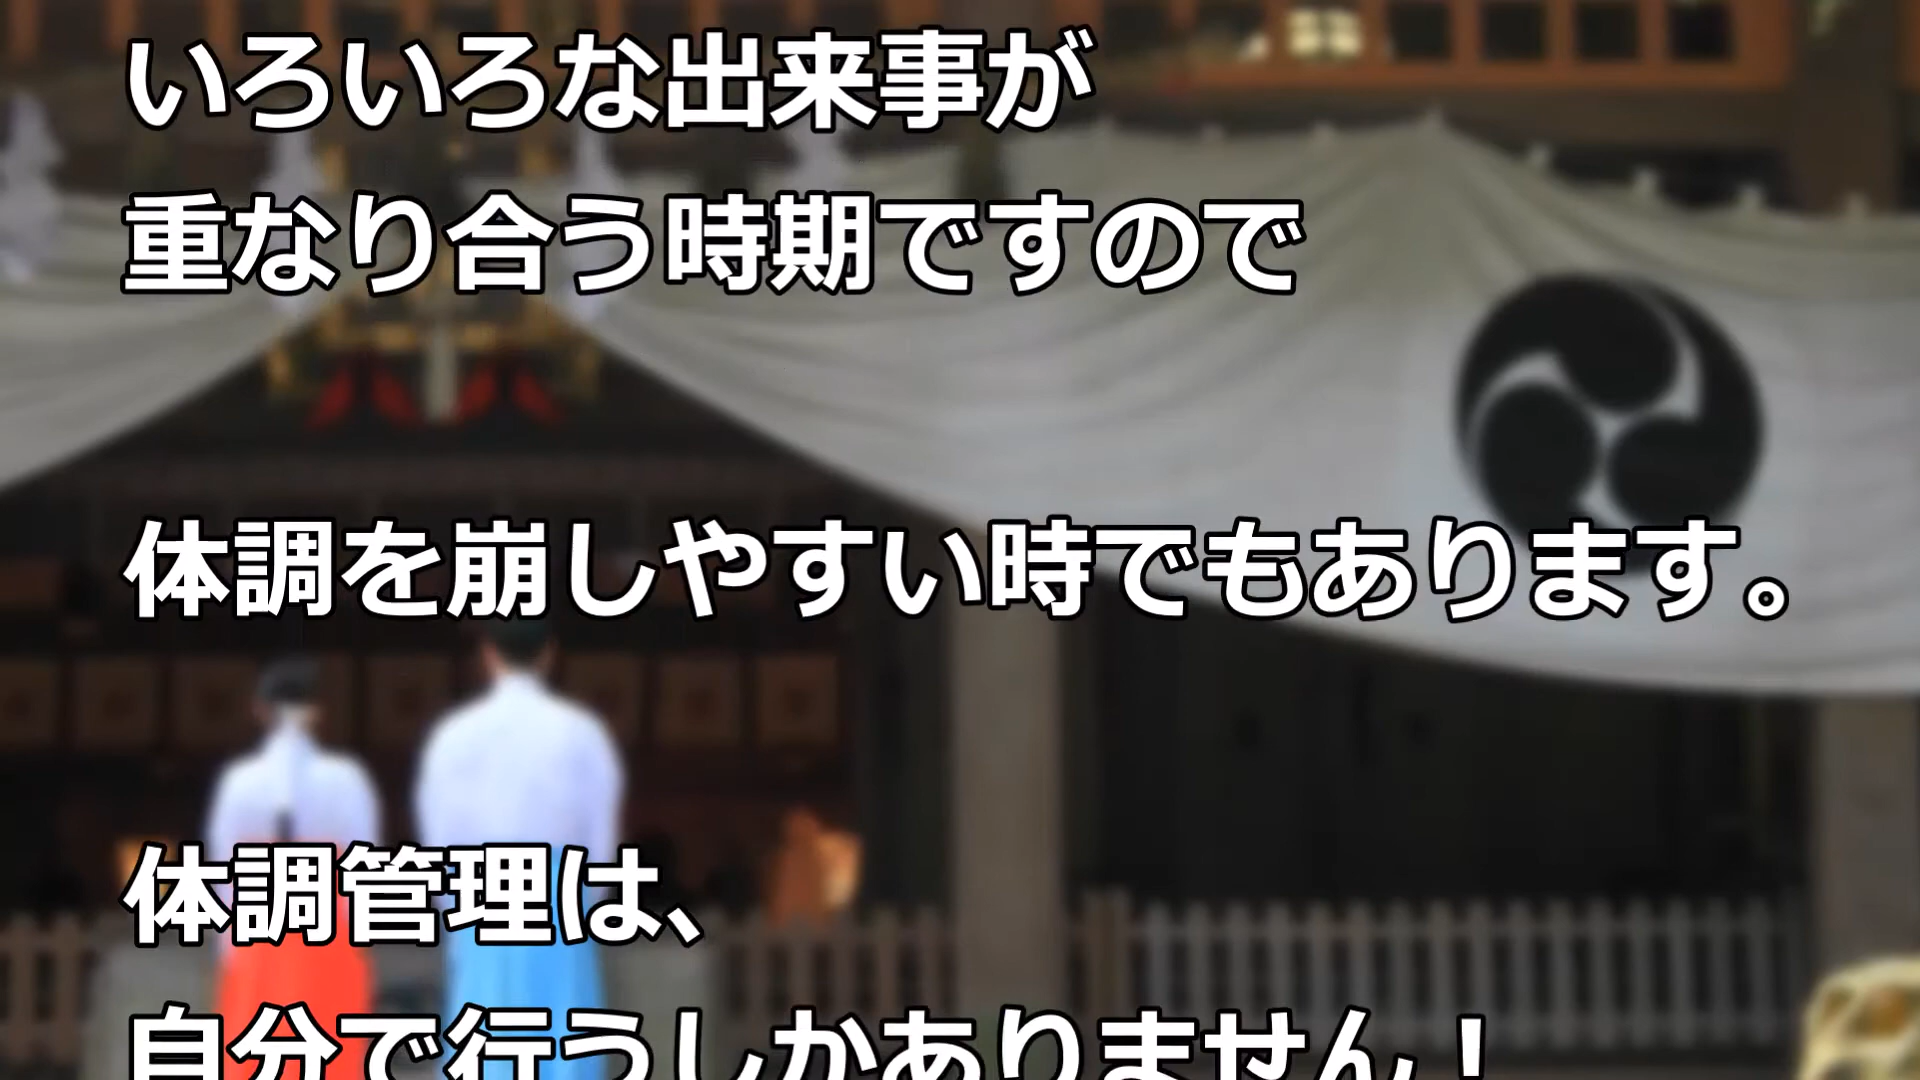 いろいろな出来事が
重なり合う時期ですので
体調を崩しやすい時でもあります。
体調管理は、
自分で行うしかありません！